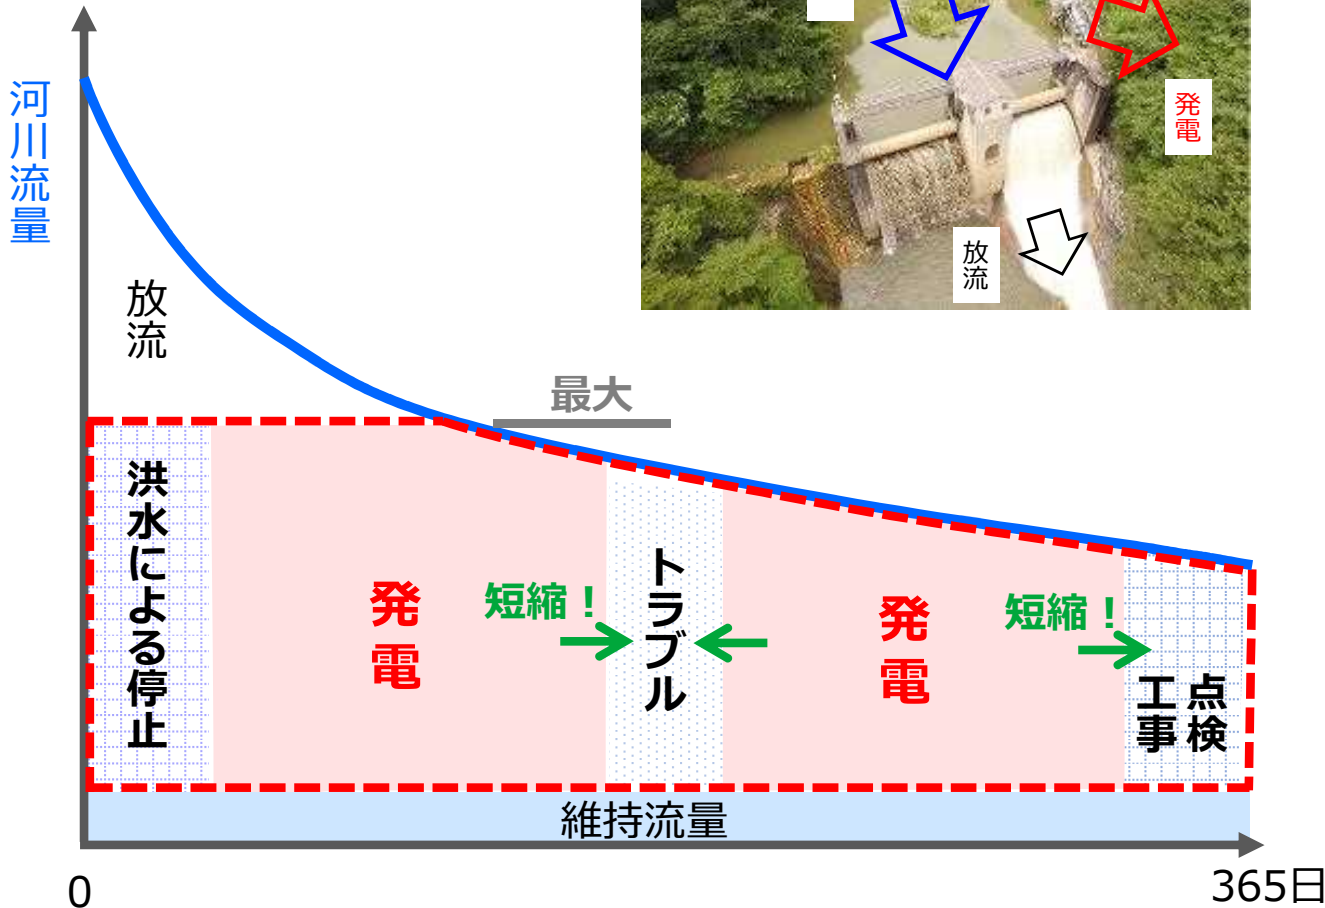 河川流量
発電
放流
放流
最大
洪水による停止
発電
短縮！
トラブル
発電
短縮！
点検
工事
維持流量
0
365日